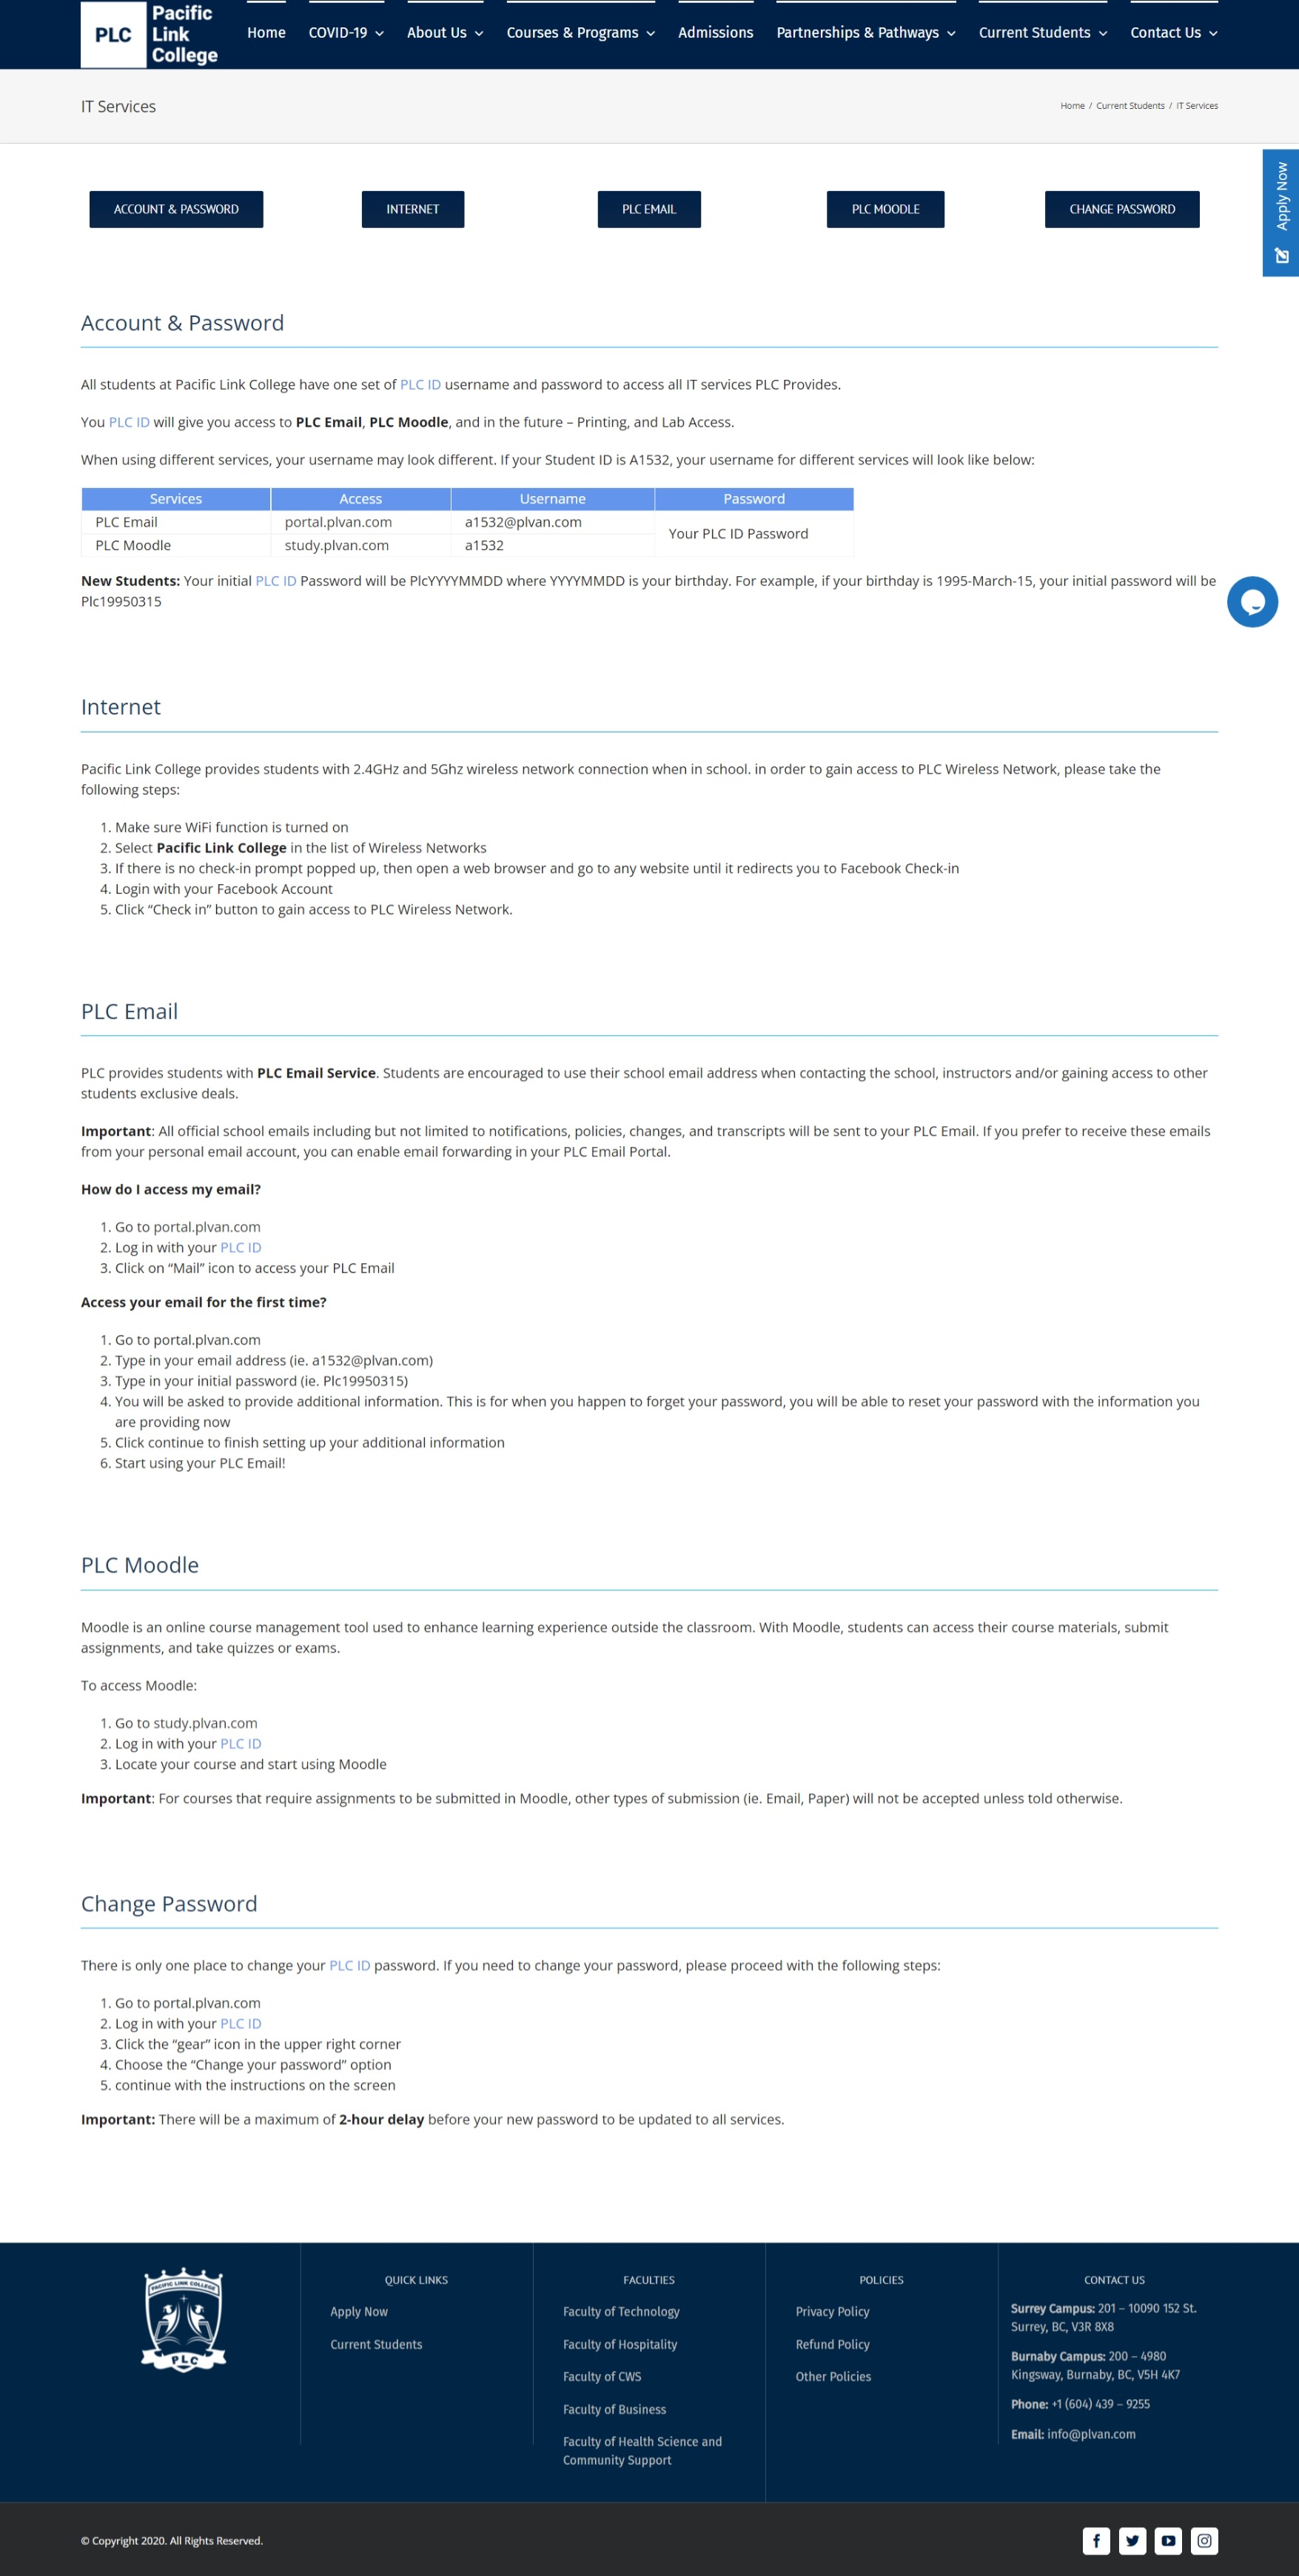 PLC
Pacific
Link
College
Home
COVID-19
About Us
Courses & Programs
Admissions
Partnerships & Pathways
Current Students
Contact Us
IT Services
Home / Current Students / IT Services
Apply Now
ACCOUNT & PASSWORD
INTERNET
PLC EMAIL
PLC MOODLE
CHANGE PASSWORD
Account & Password
All students at Pacific Link College have one set of PLC ID username and password to access all IT services PLC Provides.
You PLC ID will give you access to PLC Email, PLC Moodle, and in the future – Printing, and Lab Access.
When using different services, your username may look different. If your Student ID is A1532, your username for different services will look like below:
Services Access Username Password
PLC Email portal.plvan.com a1532@plvan.com Your PLC ID Password
PLC Moodle study.plvan.com a1532
New Students: Your initial PLC ID Password will be PlcYYYYMMDD where YYYYMMDD is your birthday. For example, if your birthday is 1995-March-15, your initial password will be
Plc19950315
Internet
Pacific Link College provides students with 2.4GHz and 5Ghz wireless network connection when in school. in order to gain access to PLC Wireless Network, please take the
following steps:
1. Make sure WiFi function is turned on
2. Select Pacific Link College in the list of Wireless Networks
3. If there is no check-in prompt popped up, then open a web browser and go to any website until it redirects you to Facebook Check-in
4. Login with your Facebook Account
5. Click “Check in” button to gain access to PLC Wireless Network.
PLC Email
PLC provides students with PLC Email Service. Students are encouraged to use their school email address when contacting the school, instructors and/or gaining access to other
students exclusive deals.
Important: All official school emails including but not limited to notifications, policies, changes, and transcripts will be sent to your PLC Email. If you prefer to receive these emails
from your personal email account, you can enable email forwarding in your PLC Email Portal.
How do I access my email?
1. Go to portal.plvan.com
2. Log in with your PLC ID
3. Click on “Mail” icon to access your PLC Email
Access your email for the first time?
1. Go to portal.plvan.com
2. Type in your email address (ie. a1532@plvan.com)
3. Type in your initial password (ie. Plc19950315)
4. You will be asked to provide additional information. This is for when you happen to forget your password, you will be able to reset your password with the information you
are providing now
5. Click continue to finish setting up your additional information
6. Start using your PLC Email!
PLC Moodle
Moodle is an online course management tool used to enhance learning experience outside the classroom. With Moodle, students can access their course materials, submit
assignments, and take quizzes or exams.
To access Moodle:
1. Go to study.plvan.com
2. Log in with your PLC ID
3. Locate your course and start using Moodle
Important: For courses that require assignments to be submitted in Moodle, other types of submission (ie. Email, Paper) will not be accepted unless told otherwise.
Change Password
There is only one place to change your PLC ID password. If you need to change your password, please proceed with the following steps:
1. Go to portal.plvan.com
2. Log in with your PLC ID
3. Click the “gear” icon in the upper right corner
4. Choose the “Change your password” option
5. continue with the instructions on the screen
Important: There will be a maximum of 2-hour delay before your new password to be updated to all services.
PACIFIC LINK COLLEGE
PLC
QUICK LINKS
Apply Now
Current Students
FACULTIES
Faculty of Technology
Faculty of Hospitality
Faculty of CWS
Faculty of Business
Faculty of Health Science and
Community Support
POLICIES
Privacy Policy
Refund Policy
Other Policies
CONTACT US
Surrey Campus: 201 – 10090 152 St.
Surrey, BC, V3R 8X8
Burnaby Campus: 200 – 4980
Kingsway, Burnaby, BC, V5H 4K7
Phone: +1 (604) 439 – 9255
Email: info@plvan.com
© Copyright 2020. All Rights Reserved.